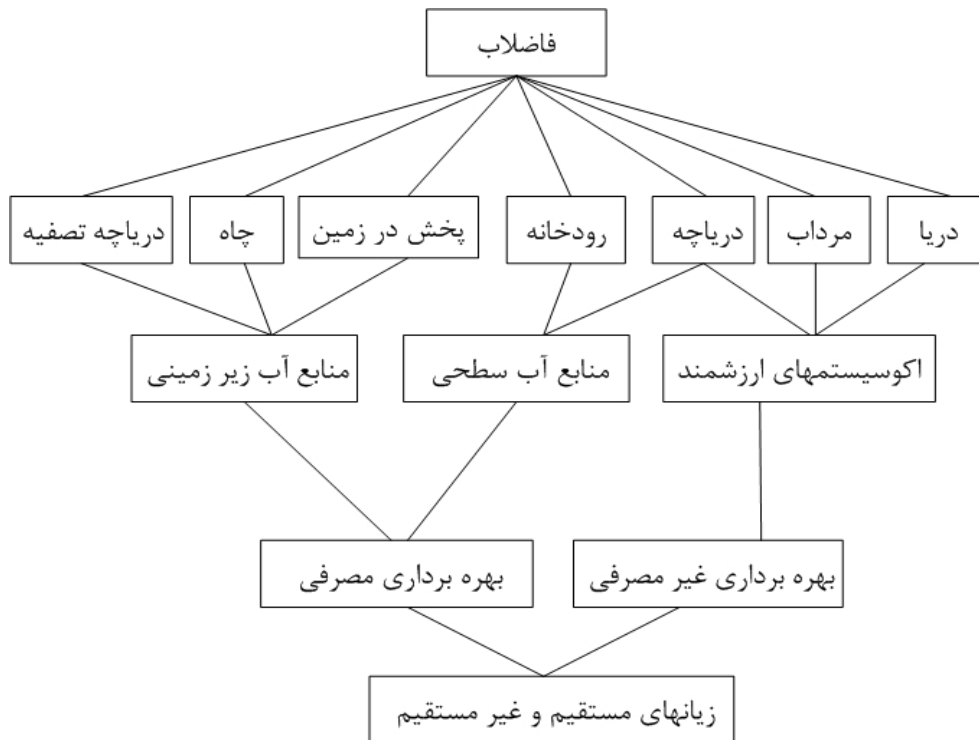 فاضلاب
دریا
مرداب
دریاچه
رودخانه
پخش در زمین
چاه
دریاچه تصفیه
اکوسیستمهای ارزشمند
منابع آب سطحی
منابع آب زیر زمینی
بهره برداری غیر مصرفی
بهره برداری مصرفی
زیانهای مستقیم و غیر مستقیم